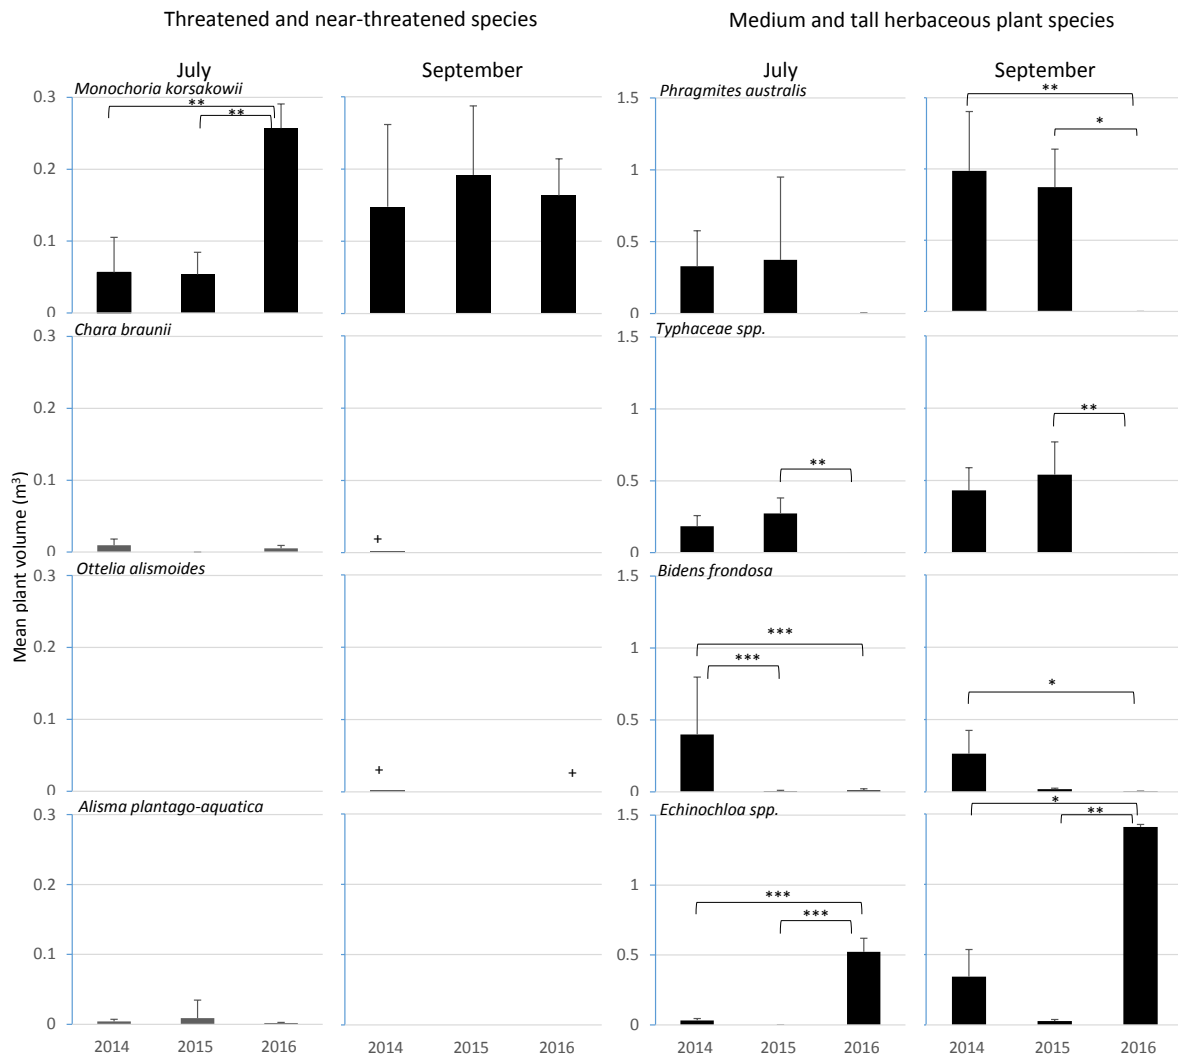 Threatened and near-threatened species
Medium and tall herbaceous plant species
July
September
July
September
Mean plant volume (m³)
Monochoria korsakowii
0.3
0.2
0.1
0
**
**
Phragmites australis
1.5
1
0.5
0
**
*
Chara braunii
0.3
0.2
0.1
0
+
Typhaceae spp.
1.5
1
0.5
0
**
**
Ottelia alismoides
0.3
0.2
0.1
0
+
+
Bidens frondosa
1.5
1
0.5
0
***
***
*
Alisma plantago-aquatica
0.3
0.2
0.1
0
Echinochloa spp.
1.5
1
0.5
0
***
***
*
**
2014 2015 2016
2014 2015 2016
2014 2015 2016
2014 2015 2016